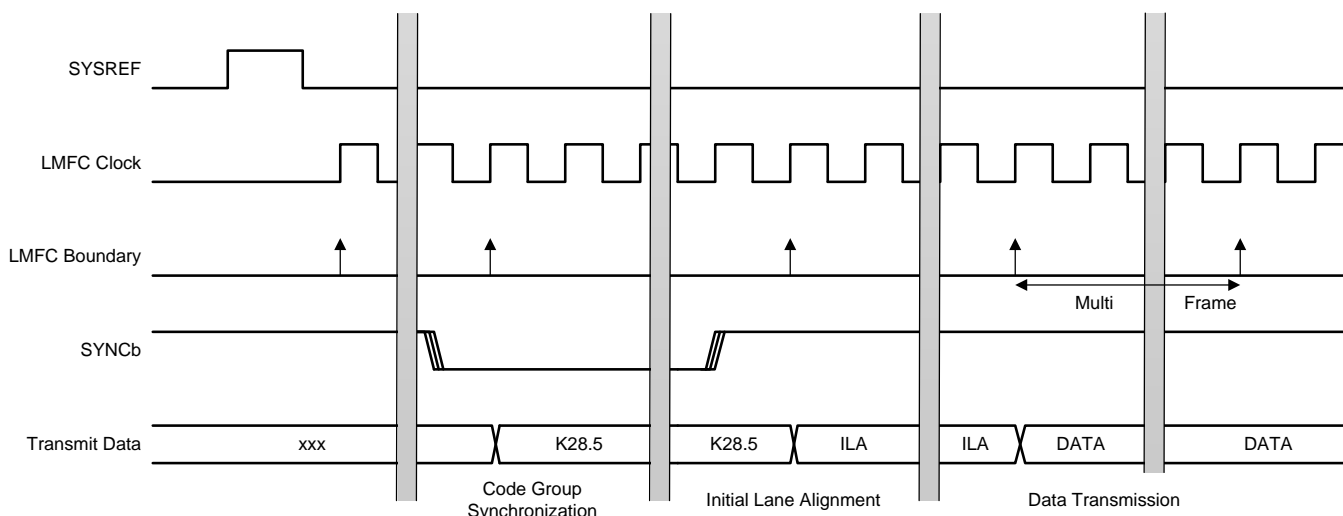 SYSREF
LMFC Clock
LMFC Boundary
Multi Frame
SYNCb
Transmit Data
xxx K28.5 K28.5 ILA ILA DATA DATA
Code Group
Synchronization
Initial Lane Alignment
Data Transmission